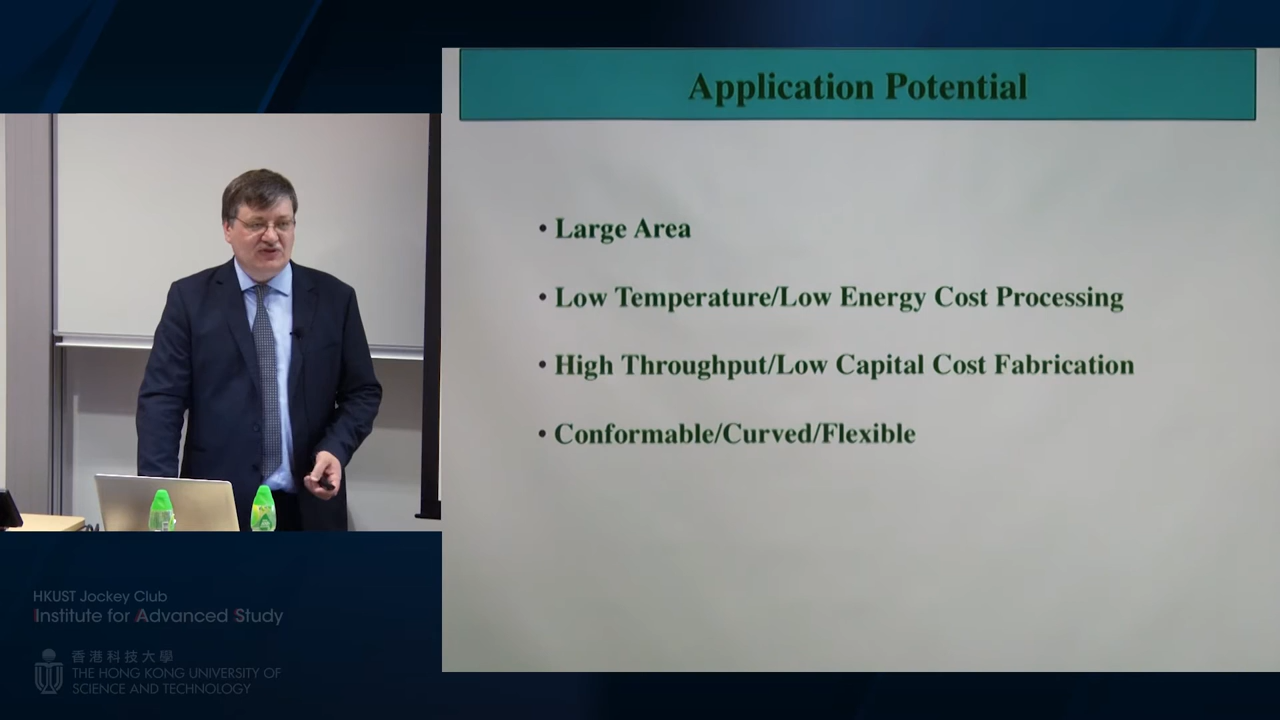 Application Potential
• Large Area
• Low Temperature/Low Energy Cost Processing
• High Throughput/Low Capital Cost Fabrication
• Conformable/Curved/Flexible
HKUST Jockey Club
Institute for Advanced Study
香港科技大學
THE HONG KONG UNIVERSITY OF
SCIENCE AND TECHNOLOGY